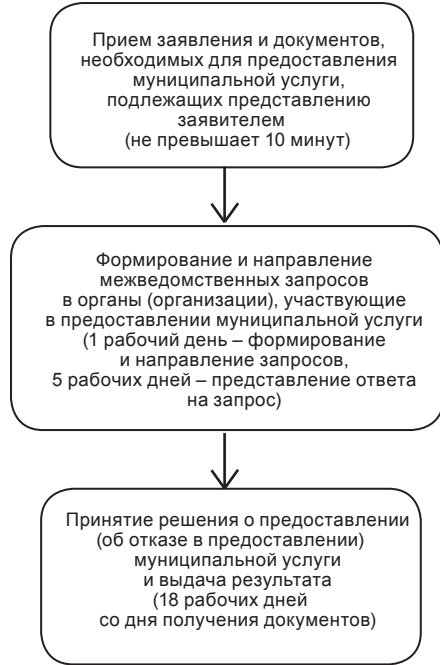 Прием заявления и документов,
необходимых для предоставления
муниципальной услуги,
подлежащих представлению
заявителем
(не превышает 10 минут)
Формирование и направление
межведомственных запросов
в органы (организации), участвующие
в предоставлении муниципальной услуги
(1 рабочий день – формирование
и направление запросов,
5 рабочих дней – представление ответа
на запрос)
Принятие решения о предоставлении
(об отказе в предоставлении)
муниципальной услуги
и выдача результата
(18 рабочих дней
со дня получения документов)